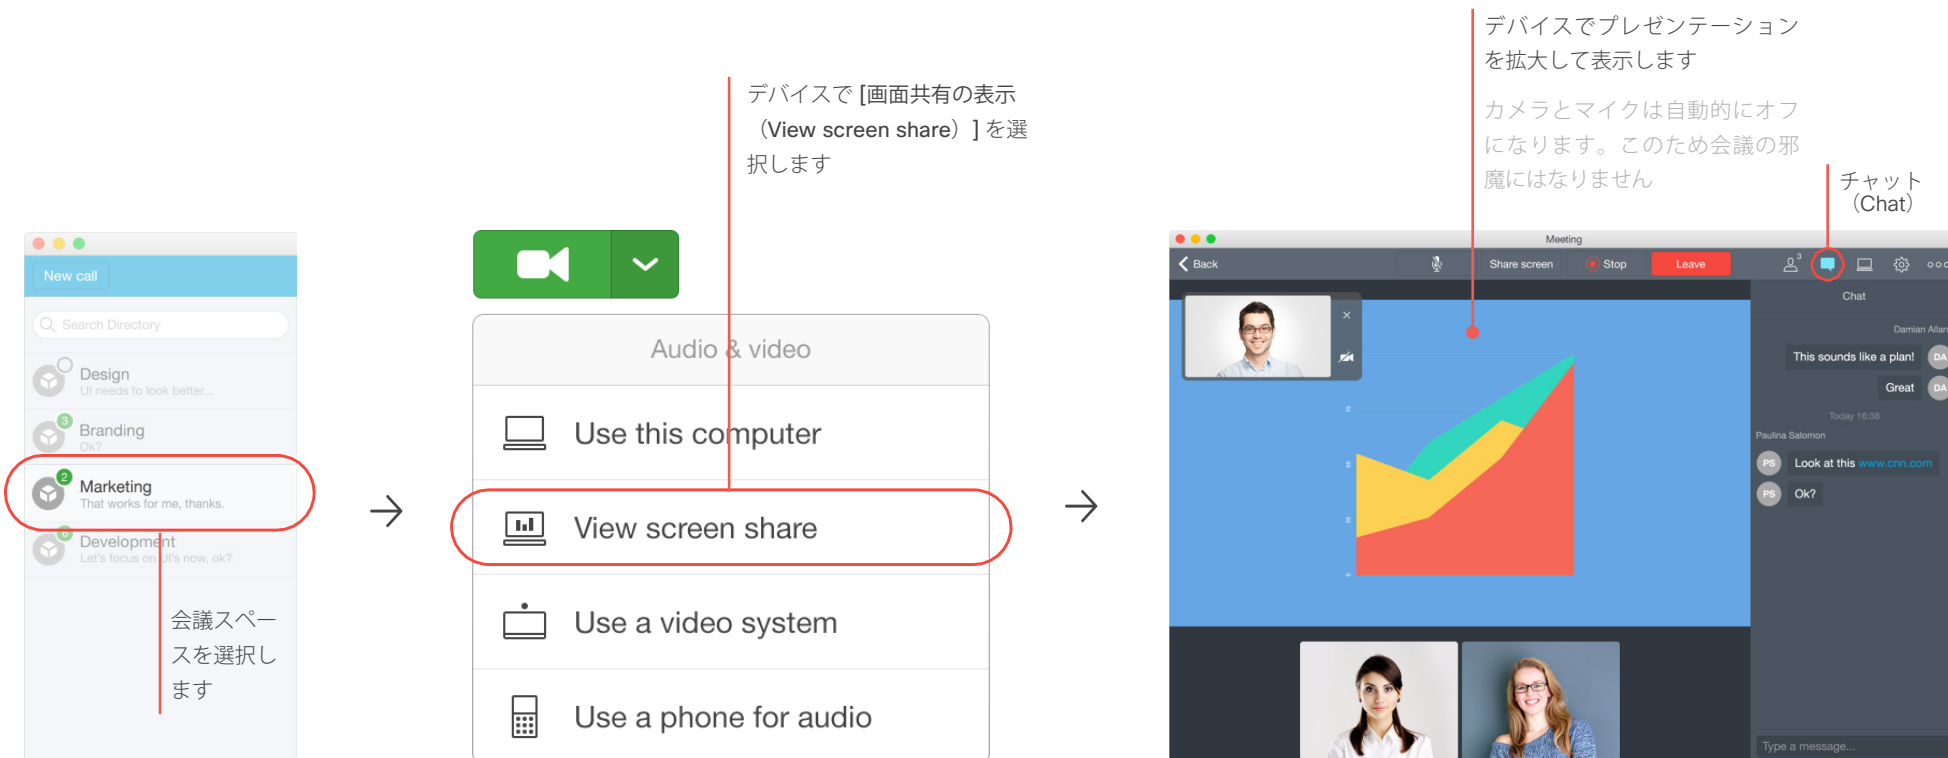 デバイスでプレゼンテーション
を拡大して表示します
カメラとマイクは自動的にオフ
になります。このため会議の邪
魔にはなりません
デバイスで [画面共有の表示
（View screen share）] を選
択します
チャット
（Chat）
New call
Search Directory
Design
UI needs to look better...
3
Branding
Ok?
2
Marketing
That works for me, thanks.
6
Development
Let's focus on UI's now, ok?
会議スペー
スを選択し
ます
Audio & video
Use this computer
View screen share
Use a video system
Use a phone for audio
Meeting
Back
Share screen
Stop
Leave
3
Chat
Damian Allan
This sounds like a plan!
DA
Great
DA
Today 16:38
Paulina Salomon
PS
Look at this www.cnn.com
PS
Ok?
Type a message...